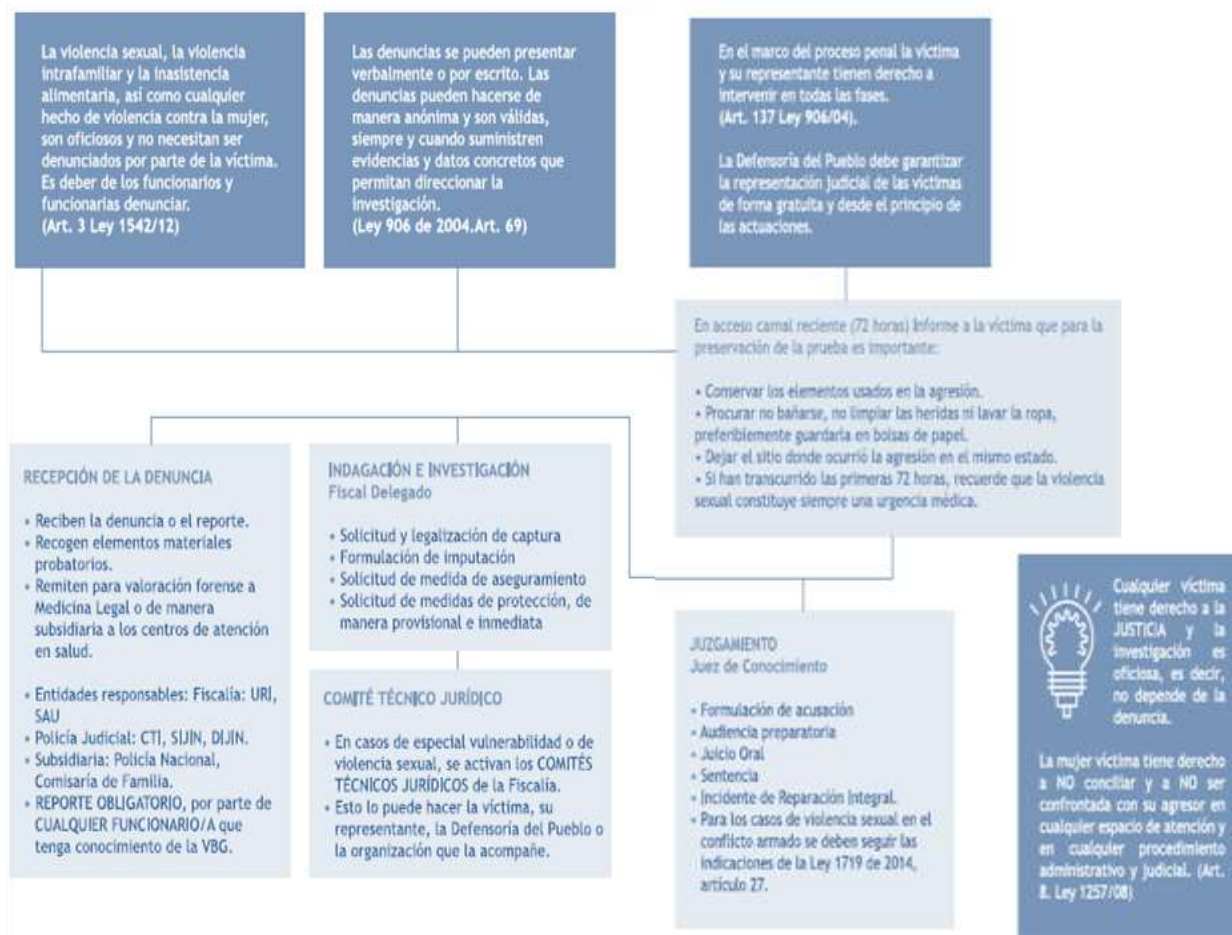 La violencia sexual, la violencia
intrafamiliar y la inasistencia
alimentaria, así como cualquier
hecho de violencia contra la mujer,
son oficiosos y no necesitan ser
denunciados por parte de la víctima.
Es deber de los funcionarios y
funcionarias denunciar.
(Art. 3 Ley 1542/12)
Las denuncias se pueden presentar
verbalmente o por escrito. Las
denuncias pueden hacerse de
manera anónima y son válidas,
siempre y cuando suministren
evidencias y datos concretos que
permitan direccionar la
investigación.
(Ley 906 de 2004.Art. 69)
En el marco del proceso penal la víctima
y su representante tienen derecho a
intervenir en todas las fases.
(Art. 137 Ley 906/04).
La Defensoría del Pueblo debe garantizar
la representación judicial de las víctimas
de forma gratuita y desde el principio de
las actuaciones.
En acceso carnal reciente (72 horas) Informe a la víctima que para la
preservación de la prueba es importante:
• Conservar los elementos usados en la agresión.
• Procurar no bañarse, no limpiar las heridas ni lavar la ropa,
preferiblemente guardarla en bolsas de papel.
• Dejar el sitio donde ocurrió la agresión en el mismo estado.
• Si han transcurrido las primeras 72 horas, recuerde que la violencia
sexual constituye siempre una urgencia médica.
RECEPCIÓN DE LA DENUNCIA
• Reciben la denuncia o el reporte.
• Recogen elementos materiales
probatorios.
• Remiten para valoración forense a
Medicina Legal o de manera
subsidiaria a los centros de atención
en salud.
• Entidades responsables: Fiscalía: URI,
SAU
• Policía Judicial: CTI, SIJIN, DIJIN.
• Subsidiaria: Policía Nacional,
Comisaría de Familia.
• REPORTE OBLIGATORIO, por parte de
CUALQUIER FUNCIONARIO/A que
tenga conocimiento de la VBG.
INDAGACIÓN E INVESTIGACIÓN
Fiscal Delegado
• Solicitud y legalización de captura
• Formulación de imputación
• Solicitud de medida de aseguramiento
• Solicitud de medidas de protección, de
manera provisional e inmediata
COMITÉ TÉCNICO JURÍDICO
• En casos de especial vulnerabilidad o de
violencia sexual, se activan los COMITÉS
TÉCNICOS JURÍDICOS de la Fiscalía.
• Esto lo puede hacer la víctima, su
representante, la Defensoría del Pueblo o
la organización que la acompañe.
JUZGAMIENTO
Juez de Conocimiento
• Formulación de acusación
• Audiencia preparatoria
• Juicio Oral
• Sentencia
• Incidente de Reparación Integral.
• Para los casos de violencia sexual en el
conflicto armado se deben seguir las
indicaciones de la Ley 1719 de 2014,
artículo 27.
Cualquier víctima
tiene derecho a la
JUSTICIA y la
investigación es
oficiosa, es decir,
no depende de la
denuncia.
La mujer víctima tiene derecho
a NO conciliar y a NO ser
confrontada con su agresor en
cualquier espacio de atención y
en cualquier procedimiento
administrativo y judicial. (Art.
8. Ley 1257/08)